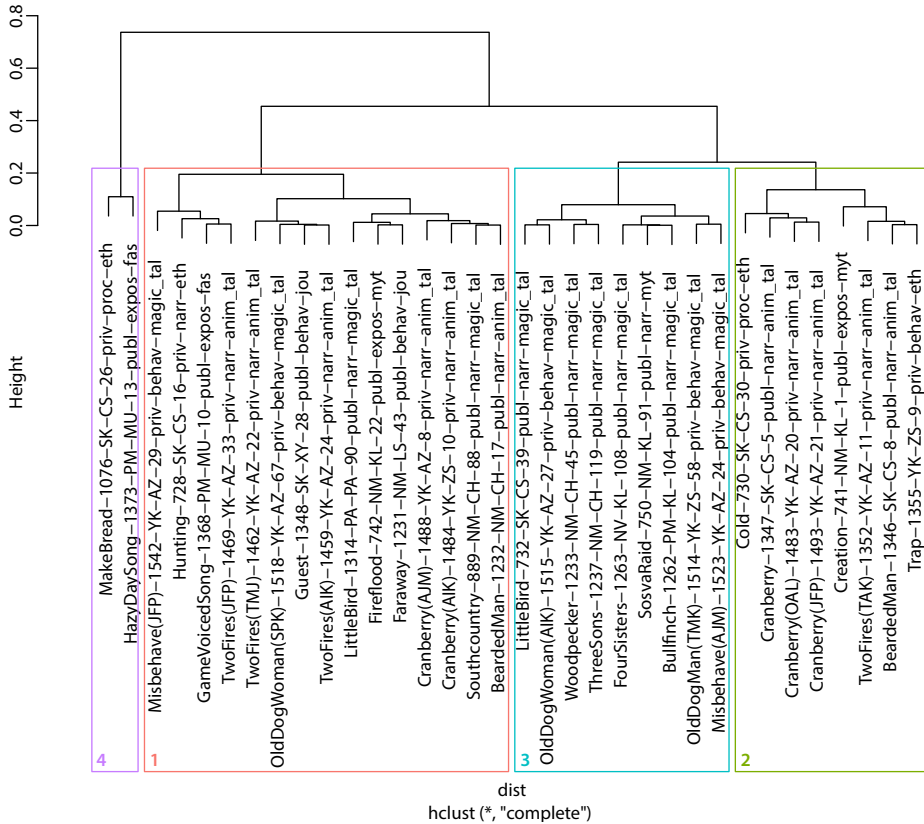 0.8
0.6
0.4
0.2
0.0
Height
MakeBread−1076−SK−CS−26−priv−proc−eth
HazyDaySong−1373−PM−MU−13−publ−expos−fas
Misbehave(JFP)−1542−YK−AZ−29−priv−behav−magic_tal
Hunting−728−SK−CS−16−priv−narr−eth
GameVoicedSong−1368−PM−MU−10−publ−expos−fas
TwoFires(JFP)−1469−YK−AZ−33−priv−narr−anim_tal
TwoFires(TMJ)−1462−YK−AZ−22−priv−narr−anim_tal
OldDogWoman(SPK)−1518−YK−AZ−67−priv−behav−magic_tal
Guest−1348−SK−XY−28−publ−behav−jou
TwoFires(AIK)−1459−YK−AZ−24−priv−narr−anim_tal
LittleBird−1314−PA−PA−90−publ−narr−magic_tal
Fireflood−742−NM−KL−22−publ−expos−myt
Faraway−1231−NM−LS−43−publ−behav−jou
Cranberry(AJM)−1488−YK−AZ−8−priv−narr−anim_tal
Cranberry(AIK)−1484−YK−ZS−10−priv−narr−anim_tal
Southcountry−889−NM−CH−88−publ−narr−magic_tal
BeardedMan−1232−NM−CH−17−publ−narr−anim_tal
LittleBird−732−SK−CS−39−publ−narr−magic_tal
OldDogWoman(AIK)−1515−YK−AZ−27−priv−behav−magic_tal
Woodpecker−1233−NM−CH−45−publ−narr−magic_tal
ThreeSons−1237−NM−CH−119−publ−narr−magic_tal
FourSisters−1263−NV−KL−108−publ−narr−magic_tal
SosvaRaid−750−NM−KL−91−publ−narr−myt
Bullfinch−1262−PM−KL−104−publ−narr−magic_tal
OldDogMan(TMK)−1514−YK−ZS−58−priv−behav−magic_tal
Misbehave(AJM)−1523−YK−AZ−24−priv−behav−magic_tal
Cold−730−SK−CS−30−priv−proc−eth
Cranberry−1347−SK−CS−5−publ−narr−anim_tal
Cranberry(OAL)−1483−YK−AZ−20−priv−narr−anim_tal
Cranberry(JFP)−1493−YK−AZ−21−priv−narr−anim_tal
Creation−741−NM−KL−1−publ−expos−myt
TwoFires(TAK)−1352−YK−AZ−11−priv−narr−anim_tal
BeardedMan−1346−SK−CS−8−publ−narr−anim_tal
Trap−1355−YK−ZS−9−priv−behav−eth
4
1
3
2
dist
hclust (*, "complete")